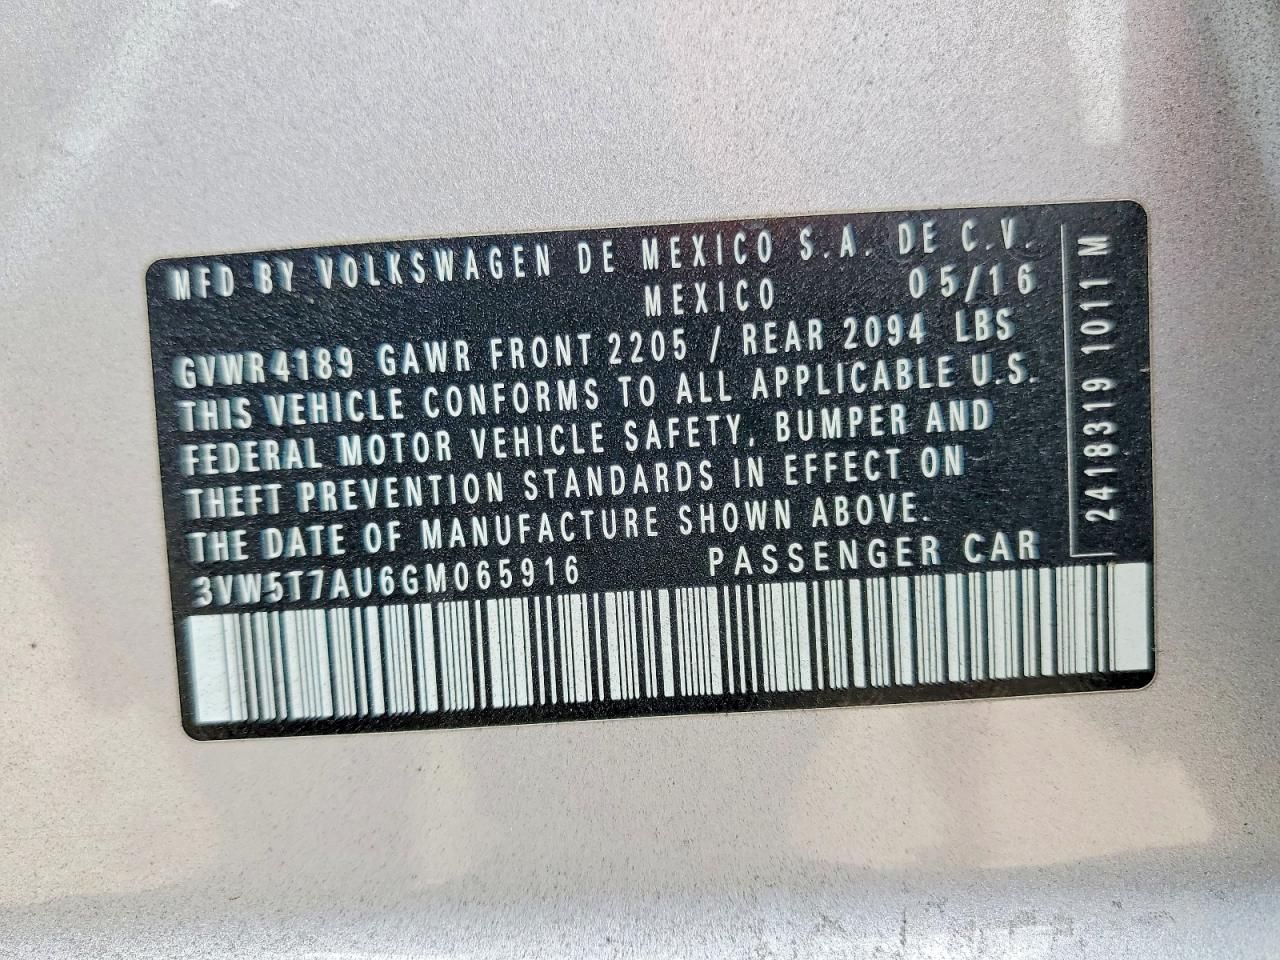 MFD BY VOLKSWAGEN DE MEXICO S.A. DE C.V.
MEXICO 05/16
GVWR 4189 GAWR FRONT 2205 / REAR 2094 LBS
THIS VEHICLE CONFORMS TO ALL APPLICABLE U.S.
FEDERAL MOTOR VEHICLE SAFETY, BUMPER AND
THEFT PREVENTION STANDARDS IN EFFECT ON
THE DATE OF MANUFACTURE SHOWN ABOVE.
3VW5T7AU6GM065916 PASSENGER CAR
2418319 1011 M